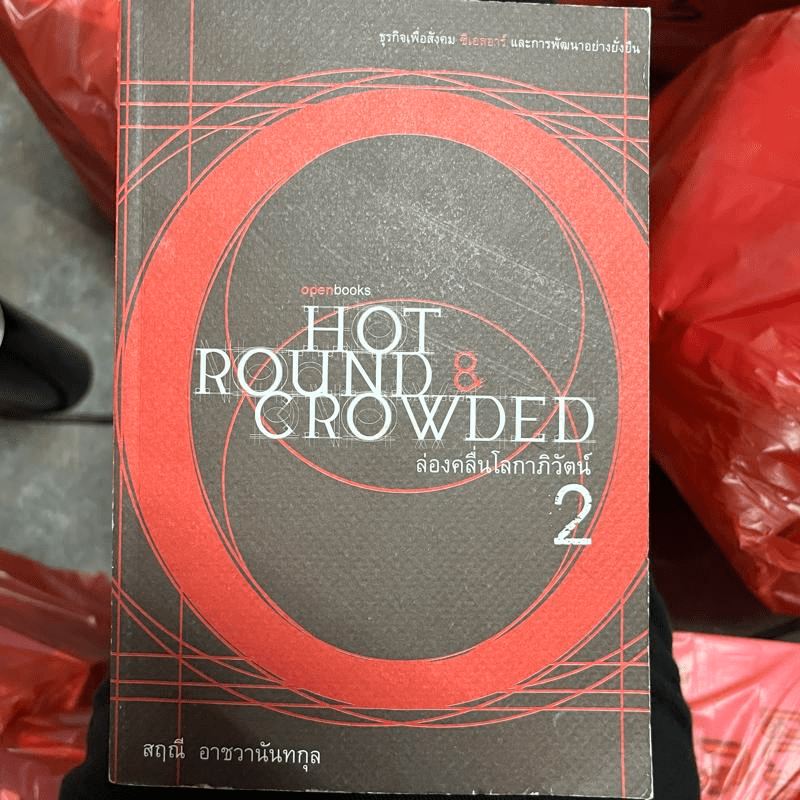 ธุรกิจเพื่อสังคม ซีเอสอาร์ และการพัฒนาอย่างยั่งยืน
openbooks
HOT
ROUND &
CROWDED
ล่องคลื่นโลกาภิวัตน์
2
สฤณี อาชวานันทกุล